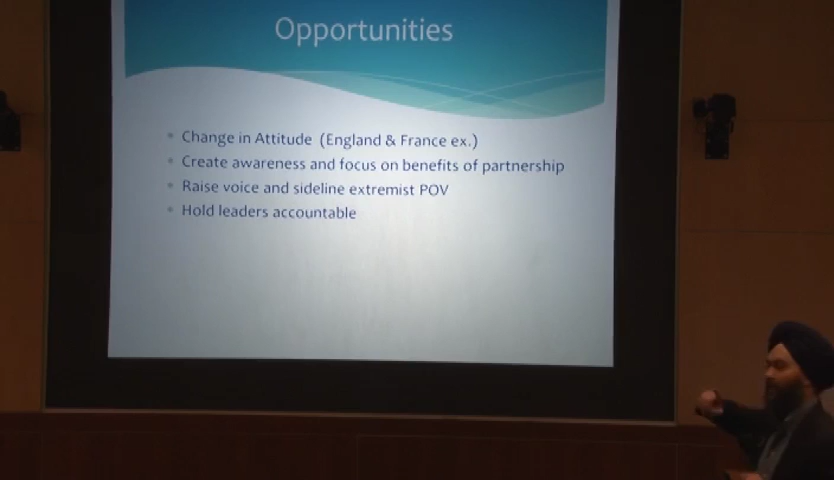 Opportunities
Change in Attitude (England & France ex.)
Create awareness and focus on benefits of partnership
Raise voice and sideline extremist POV
Hold leaders accountable